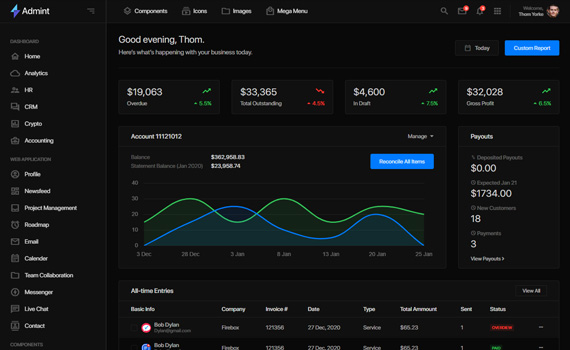 Admint
Components
Icons
Images
Mega Menu
Welcome,
Thom Yorke
DASHBOARD
Home
Analytics
HR
CRM
Crypto
Accounting
WEB APPLICATION
Profile
Newsfeed
Project Management
Roadmap
Email
Calender
Team Collaboration
Messenger
Live Chat
Contact
COMPONENTS
Good evening, Thom.
Here's what's happening with your business today.
Today
Custom Report
$19,063
Overdue
5.5%
$33,365
Total Outstanding
4.5%
$4,600
In Draft
7.5%
$32,028
Gross Profit
6.5%
Account 11121012
Manage
Balance $362,958.83
Statement Balance (Jan 2020) $23,958.74
Reconcile All Items
40
30
20
10
0
3 Dec 28 Dec 3 Jan 8 Jan 13 Jan 20 Jan 25 Jan
Payouts
Deposited Payouts
$0.00
Expected Jan 21
$1734.00
New Customers
18
Payments
3
View Payouts
All-time Entries
View All
Basic Info Company Invoice # Date Type Total Ammount Sent Status
Bob Dylan
Dylan@gmail.com
Firebox 121356 27 Dec, 2020 Service $65.23 1 OVERVIEW
Bob Dylan
Firebox 121356 27 Dec, 2020 Service $65.23 1 PAID